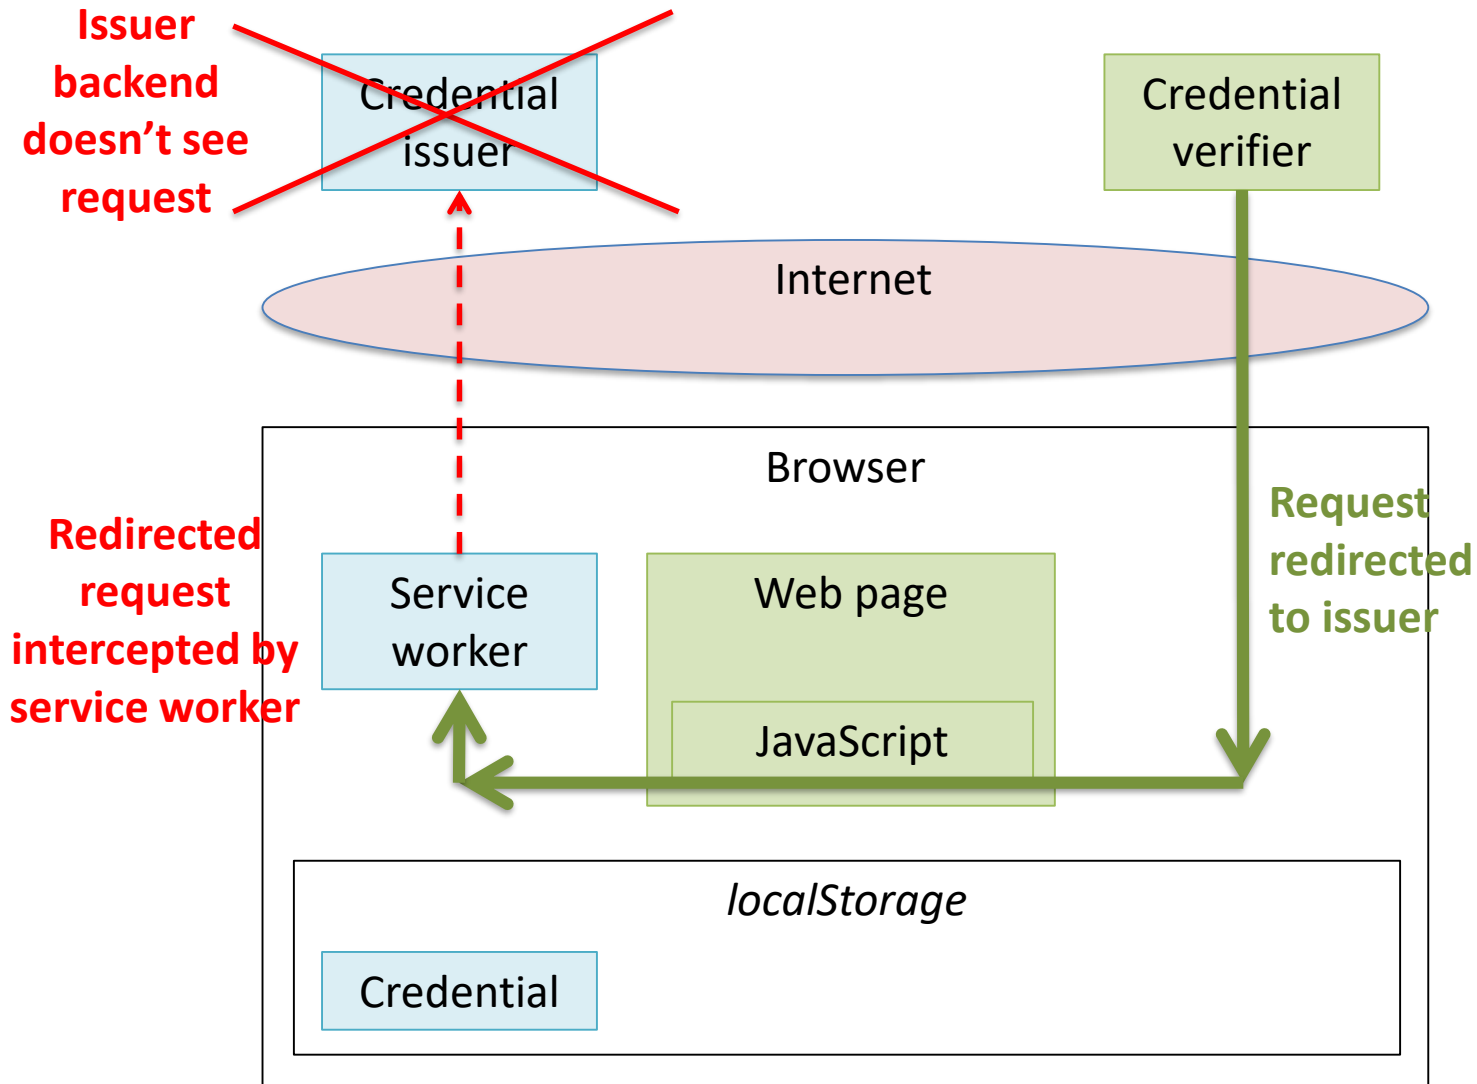 Issuer
backend
doesn’t see
request
Credential
issuer
Credential
verifier
Internet
Browser
Redirected
request
intercepted by
service worker
Service
worker
Web page
JavaScript
Request
redirected
to issuer
localStorage
Credential